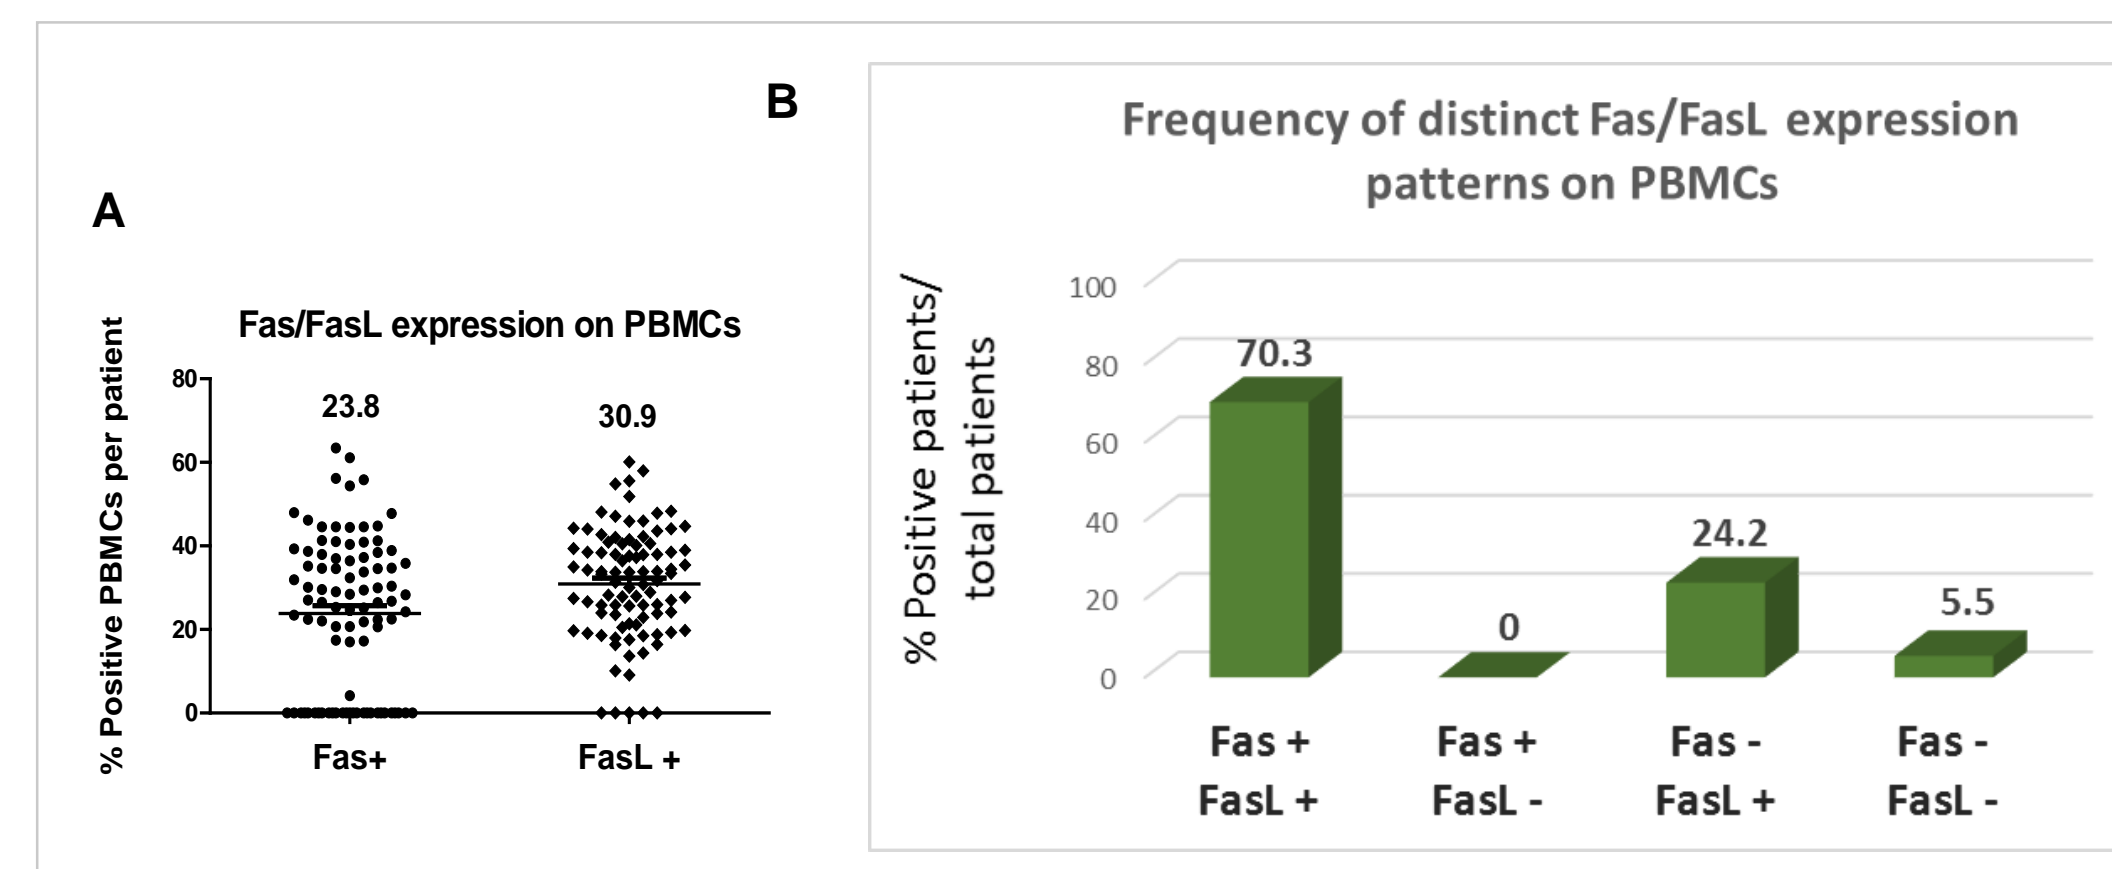 A
Fas/FasL expression on PBMCs
% Positive PBMCs per patient
80
60
40
20
0
23.8
30.9
Fas+
FasL +
B
Frequency of distinct Fas/FasL expression
patterns on PBMCs
% Positive patients/
total patients
100
80
60
40
20
0
70.3
0
24.2
5.5
Fas +
FasL +
Fas +
FasL -
Fas -
FasL +
Fas -
FasL -